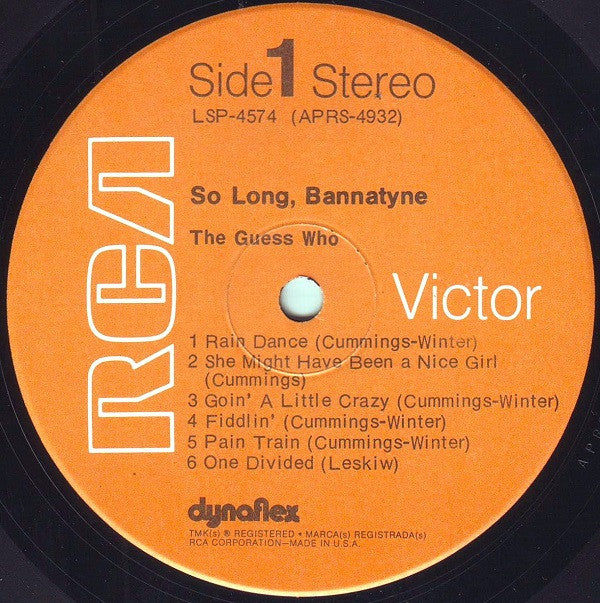 Side 1 Stereo
LSP-4574 (APRS-4932)
RCA
So Long, Bannatyne
The Guess Who
Victor
1 Rain Dance (Cummings-Winter)
2 She Might Have Been a Nice Girl
(Cummings)
3 Goin' A Little Crazy (Cummings-Winter)
4 Fiddlin' (Cummings-Winter)
5 Pain Train (Cummings-Winter)
6 One Divided (Leskiw)
dynaflex
TMK(s) ® REGISTERED • MARCA(s) REGISTRADA(s)
RCA CORPORATION—MADE IN U.S.A.